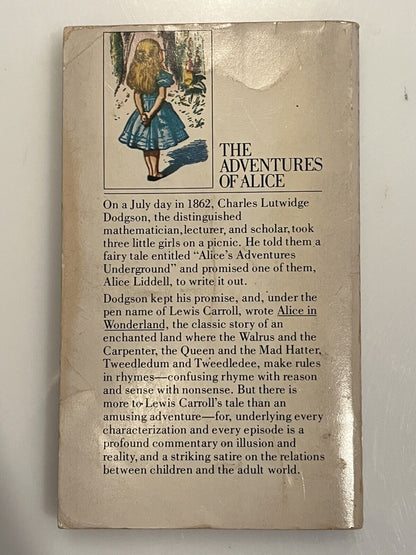 THE
ADVENTURES
OF ALICE
On a July day in 1862, Charles Lutwidge
Dodgson, the distinguished
mathematician, lecturer, and scholar, took
three little girls on a picnic. He told them a
fairy tale entitled "Alice's Adventures
Underground" and promised one of them,
Alice Liddell, to write it out.
Dodgson kept his promise, and, under the
pen name of Lewis Carroll, wrote Alice in
Wonderland, the classic story of an
enchanted land where the Walrus and the
Carpenter, the Queen and the Mad Hatter,
Tweedledum and Tweedledee, make rules
in rhymes—confusing rhyme with reason
and sense with nonsense. But there is
more to Lewis Carroll's tale than an
amusing adventure—for, underlying every
characterization and every episode is a
profound commentary on illusion and
reality, and a striking satire on the relations
between children and the adult world.